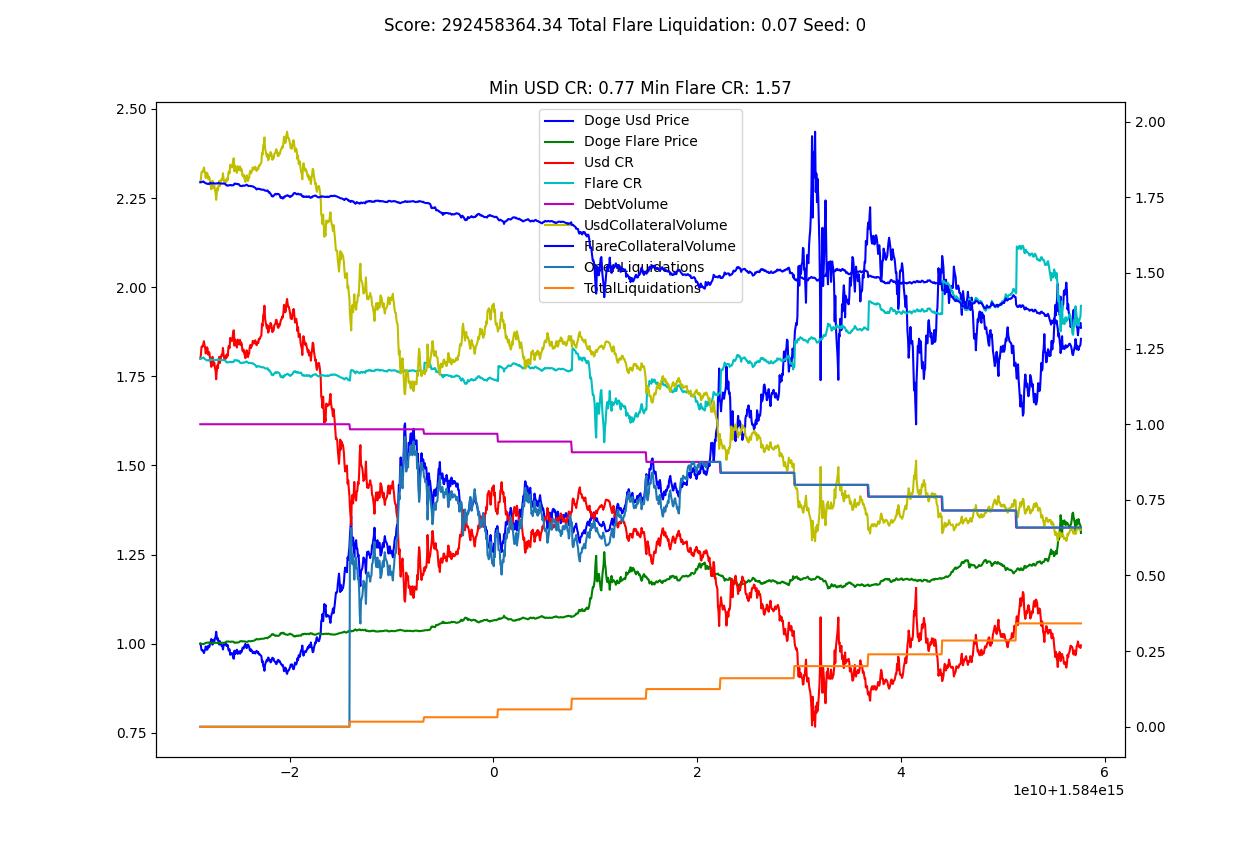 Score: 292458364.34 Total Flare Liquidation: 0.07 Seed: 0
Min USD CR: 0.77 Min Flare CR: 1.57
Doge Usd Price
Doge Flare Price
Usd CR
Flare CR
DebtVolume
UsdCollateralVolume
FlareCollateralVolume
OpenLiquidations
TotalLiquidations
2.50
2.25
2.00
1.75
1.50
1.25
1.00
0.75
2.00
1.75
1.50
1.25
1.00
0.75
0.50
0.25
0.00
−2 0 2 4 6
1e10+1.584e15